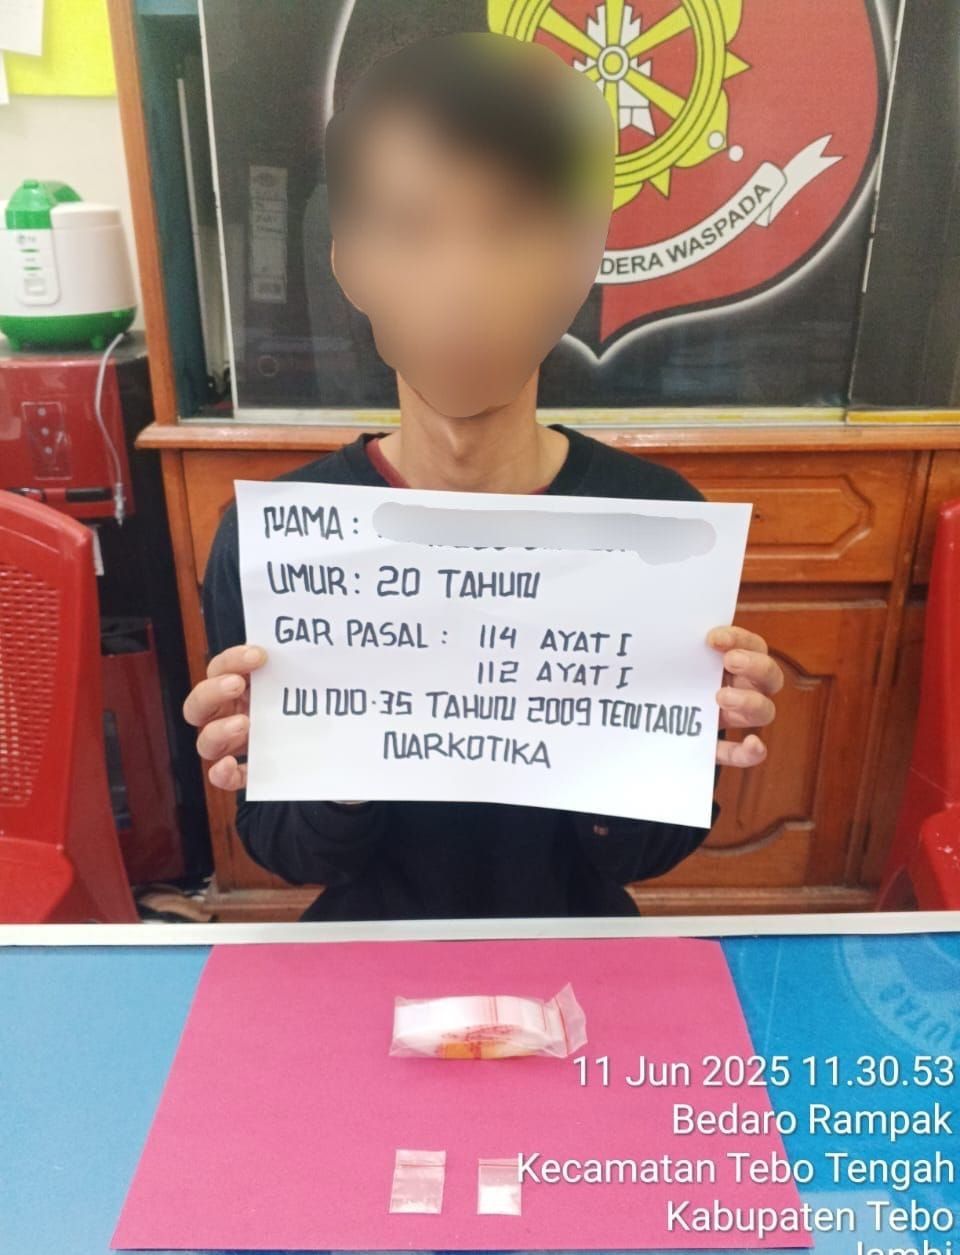 DERA WASPADA
NAMA :
UMUR : 20 TAHUN
GAR PASAL : 114 AYAT I
112 AYAT I
UU NO. 35 TAHUN 2009 TENTANG
NARKOTIKA
11 Jun 2025 11.30.53
Bedaro Rampak
Kecamatan Tebo Tengah
Kabupaten Tebo
Jambi